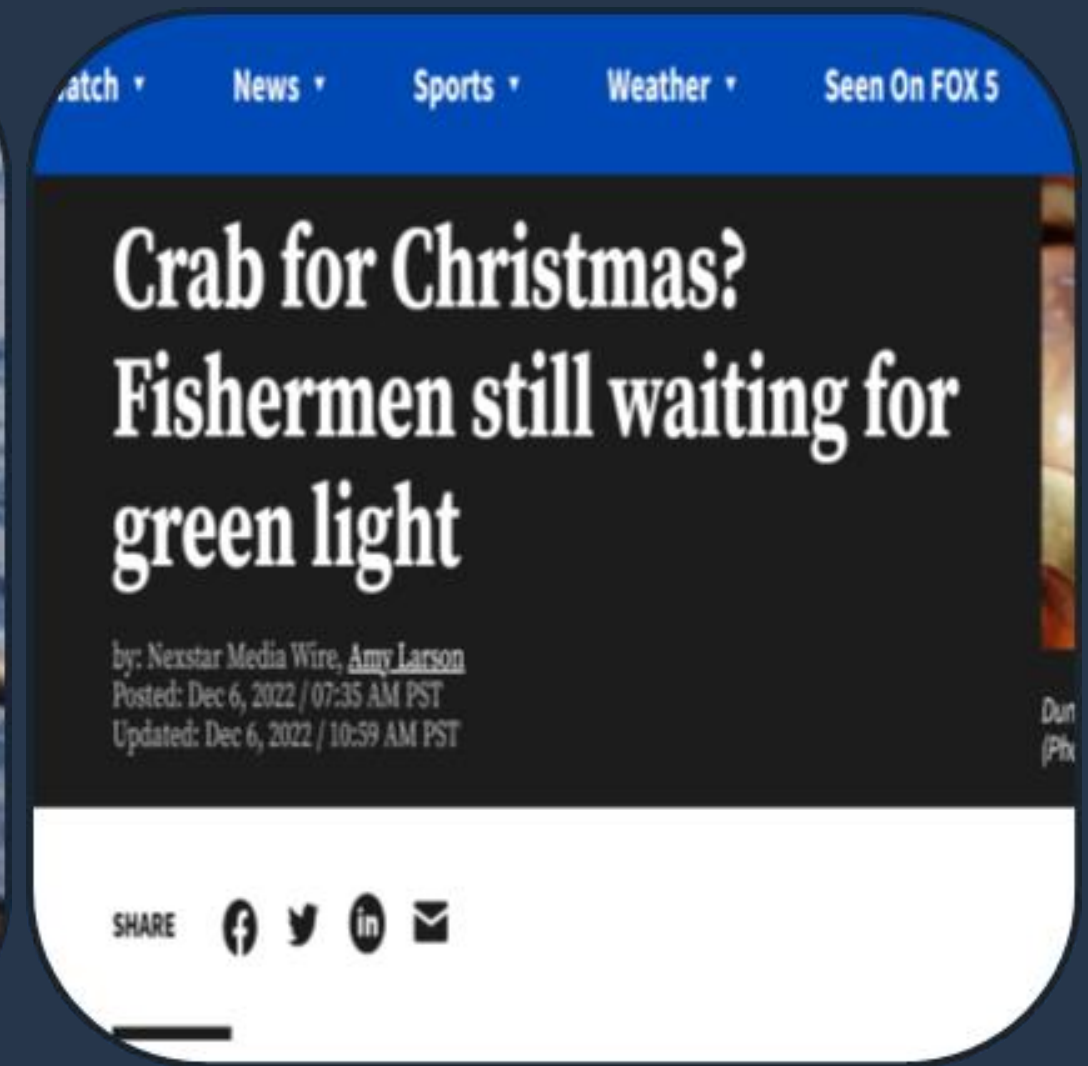 News Sports Weather Seen On FOX 5
Crab for Christmas?
Fishermen still waiting for
green light
by: Nexstar Media Wire, Amy Larson
Posted: Dec 6, 2022 / 07:35 AM PST
Updated: Dec 6, 2022 / 10:59 AM PST
SHARE